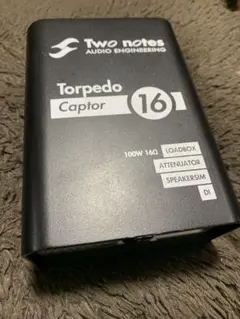 Two notes
AUDIO ENGINEERING
Torpedo
Captor 16
100W 16Ω
LOADBOX
ATTENUATOR
SPEAKERSIM
DI